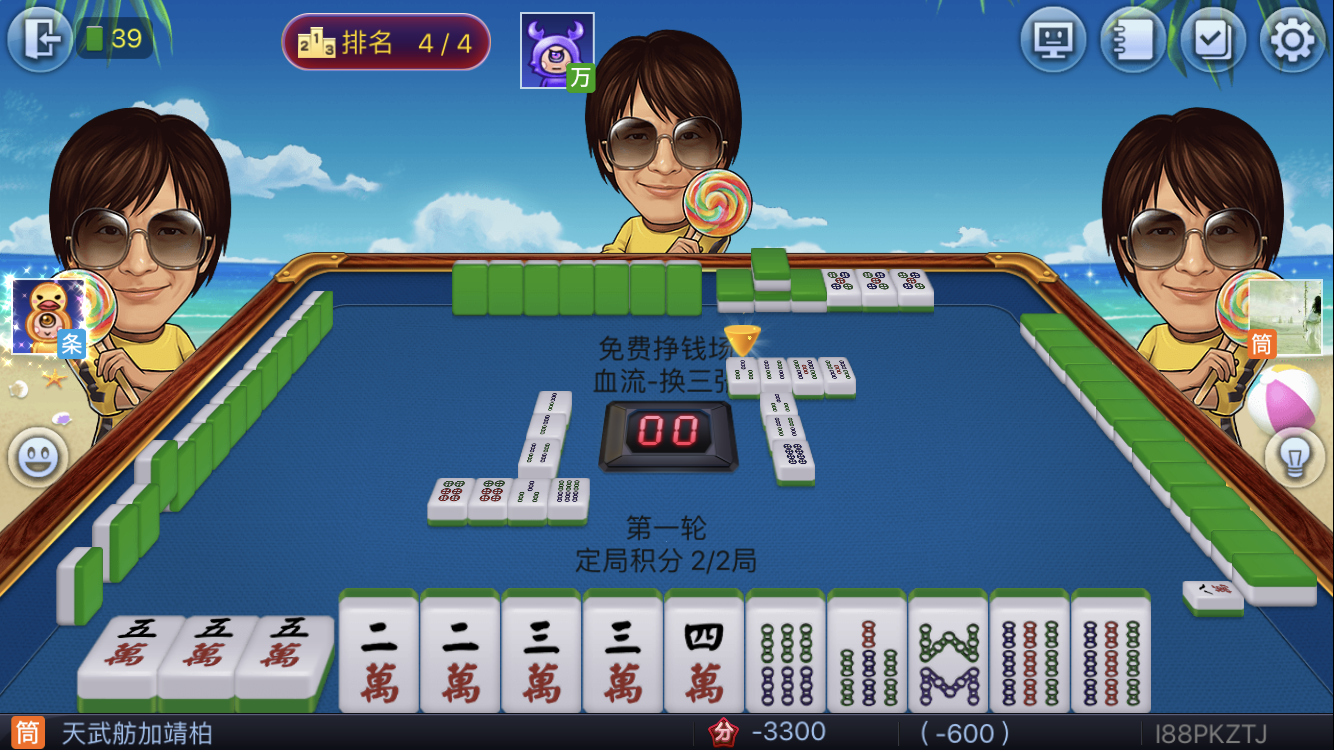 39
排名 4 / 4
万
条
筒
免费挣钱场
血流-换三张
00
第一轮
定局积分 2/2局
五萬 五萬 五萬 二萬 二萬 三萬 三萬 四萬
筒 天武舫加靖柏 分 -3300 ( -600 ) I88PKZTJ